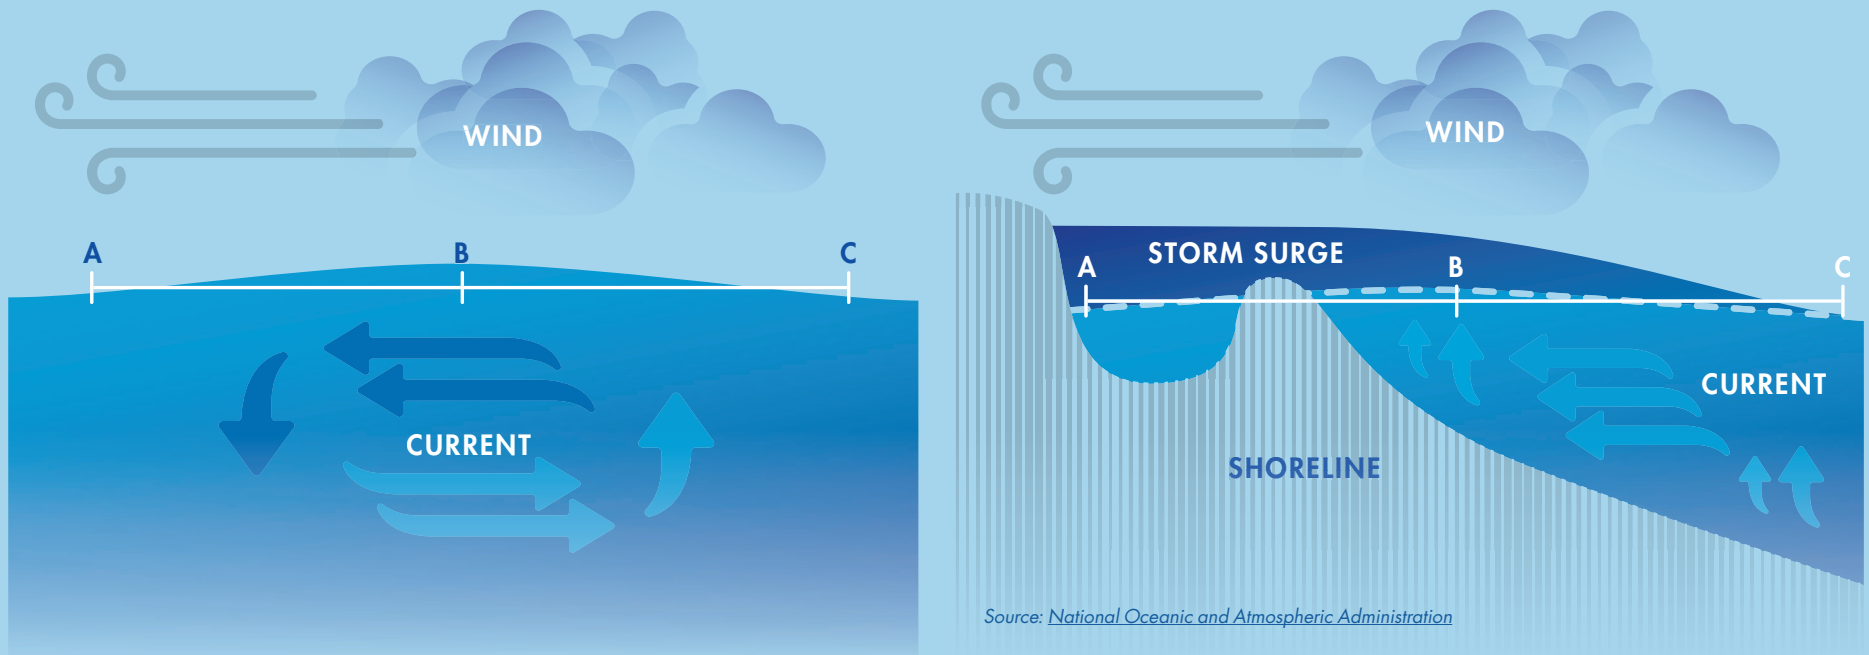 WIND
A
B
C
CURRENT
WIND
STORM SURGE
A
B
C
CURRENT
SHORELINE
Source: National Oceanic and Atmospheric Administration